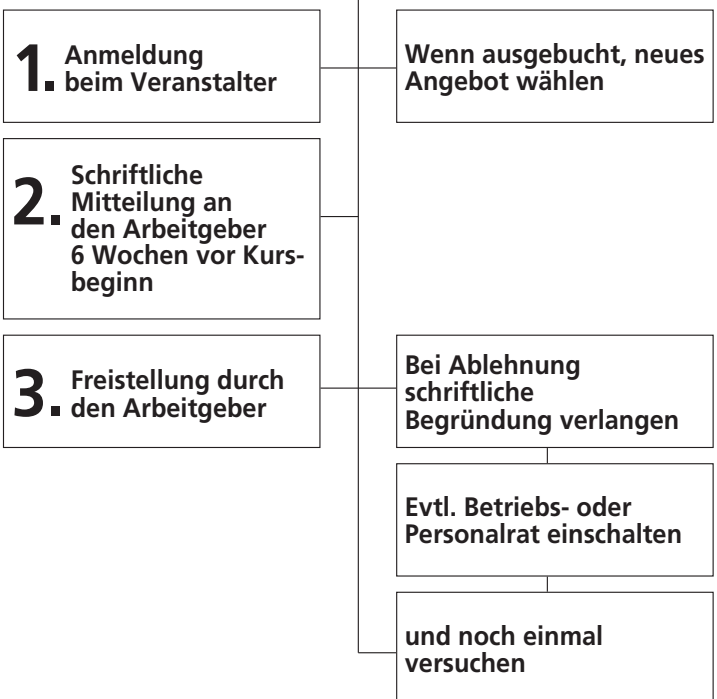 1. Anmeldung
beim Veranstalter
Wenn ausgebucht, neues
Angebot wählen
2. Schriftliche
Mitteilung an
den Arbeitgeber
6 Wochen vor Kurs-
beginn
3. Freistellung durch
den Arbeitgeber
Bei Ablehnung
schriftliche
Begründung verlangen
Evtl. Betriebs- oder
Personalrat einschalten
und noch einmal
versuchen